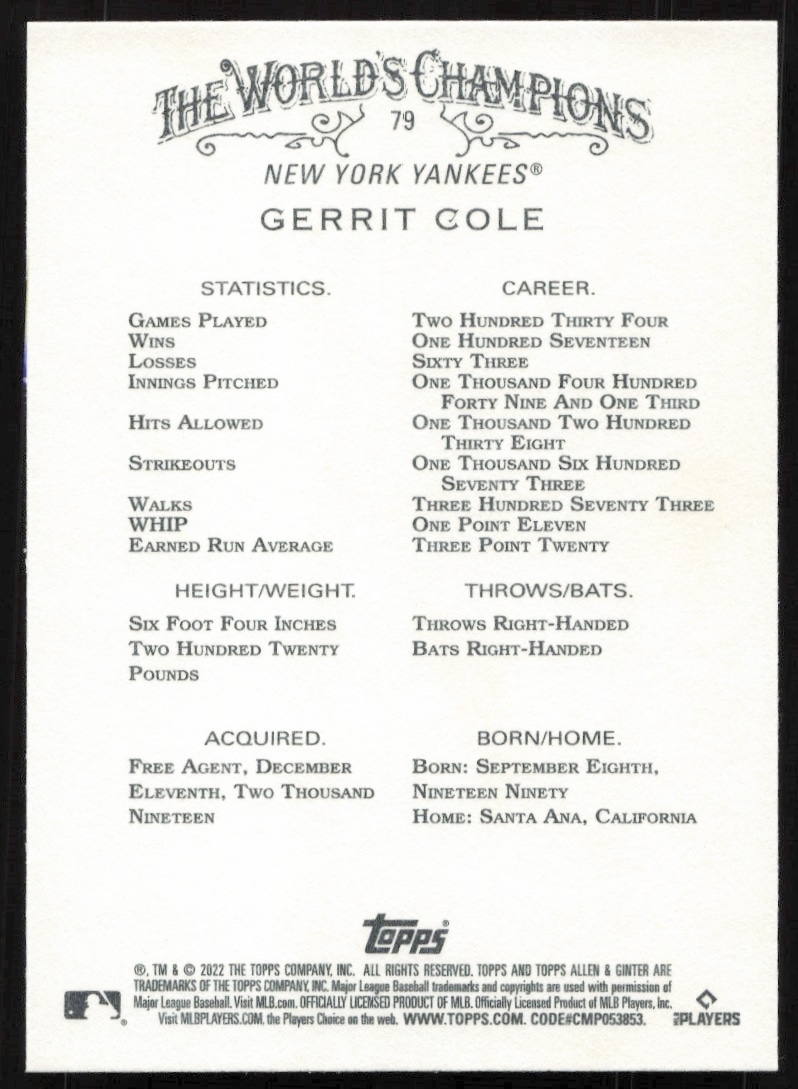 THE WORLD'S CHAMPIONS
79
NEW YORK YANKEES®
GERRIT COLE
STATISTICS. CAREER.
GAMES PLAYED TWO HUNDRED THIRTY FOUR
WINS ONE HUNDRED SEVENTEEN
LOSSES SIXTY THREE
INNINGS PITCHED ONE THOUSAND FOUR HUNDRED
FORTY NINE AND ONE THIRD
HITS ALLOWED ONE THOUSAND TWO HUNDRED
THIRTY EIGHT
STRIKEOUTS ONE THOUSAND SIX HUNDRED
SEVENTY THREE
WALKS THREE HUNDRED SEVENTY THREE
WHIP ONE POINT ELEVEN
EARNED RUN AVERAGE THREE POINT TWENTY
HEIGHT/WEIGHT.
SIX FOOT FOUR INCHES
TWO HUNDRED TWENTY
POUNDS
THROWS/BATS.
THROWS RIGHT-HANDED
BATS RIGHT-HANDED
ACQUIRED.
FREE AGENT, DECEMBER
ELEVENTH, TWO THOUSAND
NINETEEN
BORN/HOME.
BORN: SEPTEMBER EIGHTH,
NINETEEN NINETY
HOME: SANTA ANA, CALIFORNIA
topps®
®, TM & © 2022 THE TOPPS COMPANY, INC. ALL RIGHTS RESERVED. TOPPS AND TOPPS ALLEN & GINTER ARE
TRADEMARKS OF THE TOPPS COMPANY, INC. Major League Baseball trademarks and copyrights are used with permission of
Major League Baseball. Visit MLB.com. OFFICIALLY LICENSED PRODUCT OF MLB. Officially Licensed Product of MLB Players, Inc.
Visit MLBPLAYERS.COM, the Players Choice on the web. WWW.TOPPS.COM. CODE#CMP053853.
MLB PLAYERS